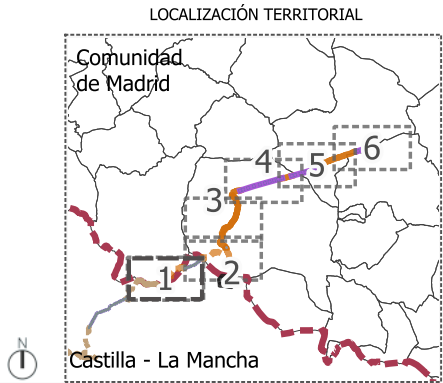 LOCALIZACIÓN TERRITORIAL
Comunidad
de Madrid
6
4
5
3
1
2
N
Castilla - La Mancha